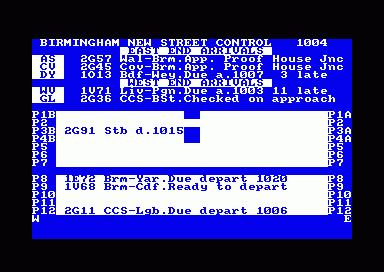 BIRMINGHAM NEW STREET CONTROL 1004
EAST END ARRIVALS
AS 2G57 Wal-Brm.App. Proof House Jnc
CV 2G45 Cov-Brm.App. Proof House Jnc
DY 1O13 Bdf-Wey.Due a.1007 3 late
WEST END ARRIVALS
WV 1V71 Liv-Pgn.Due a.1003 11 late
GL 2G36 CCS-BSt.Checked on approach
P1B P1A
P2 P2
P3B 2G91 Stb d.1015 P3A
P4B P4A
P5 P5
P6 P6
P7 P7
P8 1E72 Brm-Yar.Due depart 1020 P8
P9 1V68 Brm-Cdf.Ready to depart P9
P10 P10
P11 P11
P12 2G11 CCS-Lgb.Due depart 1006 P12
W E